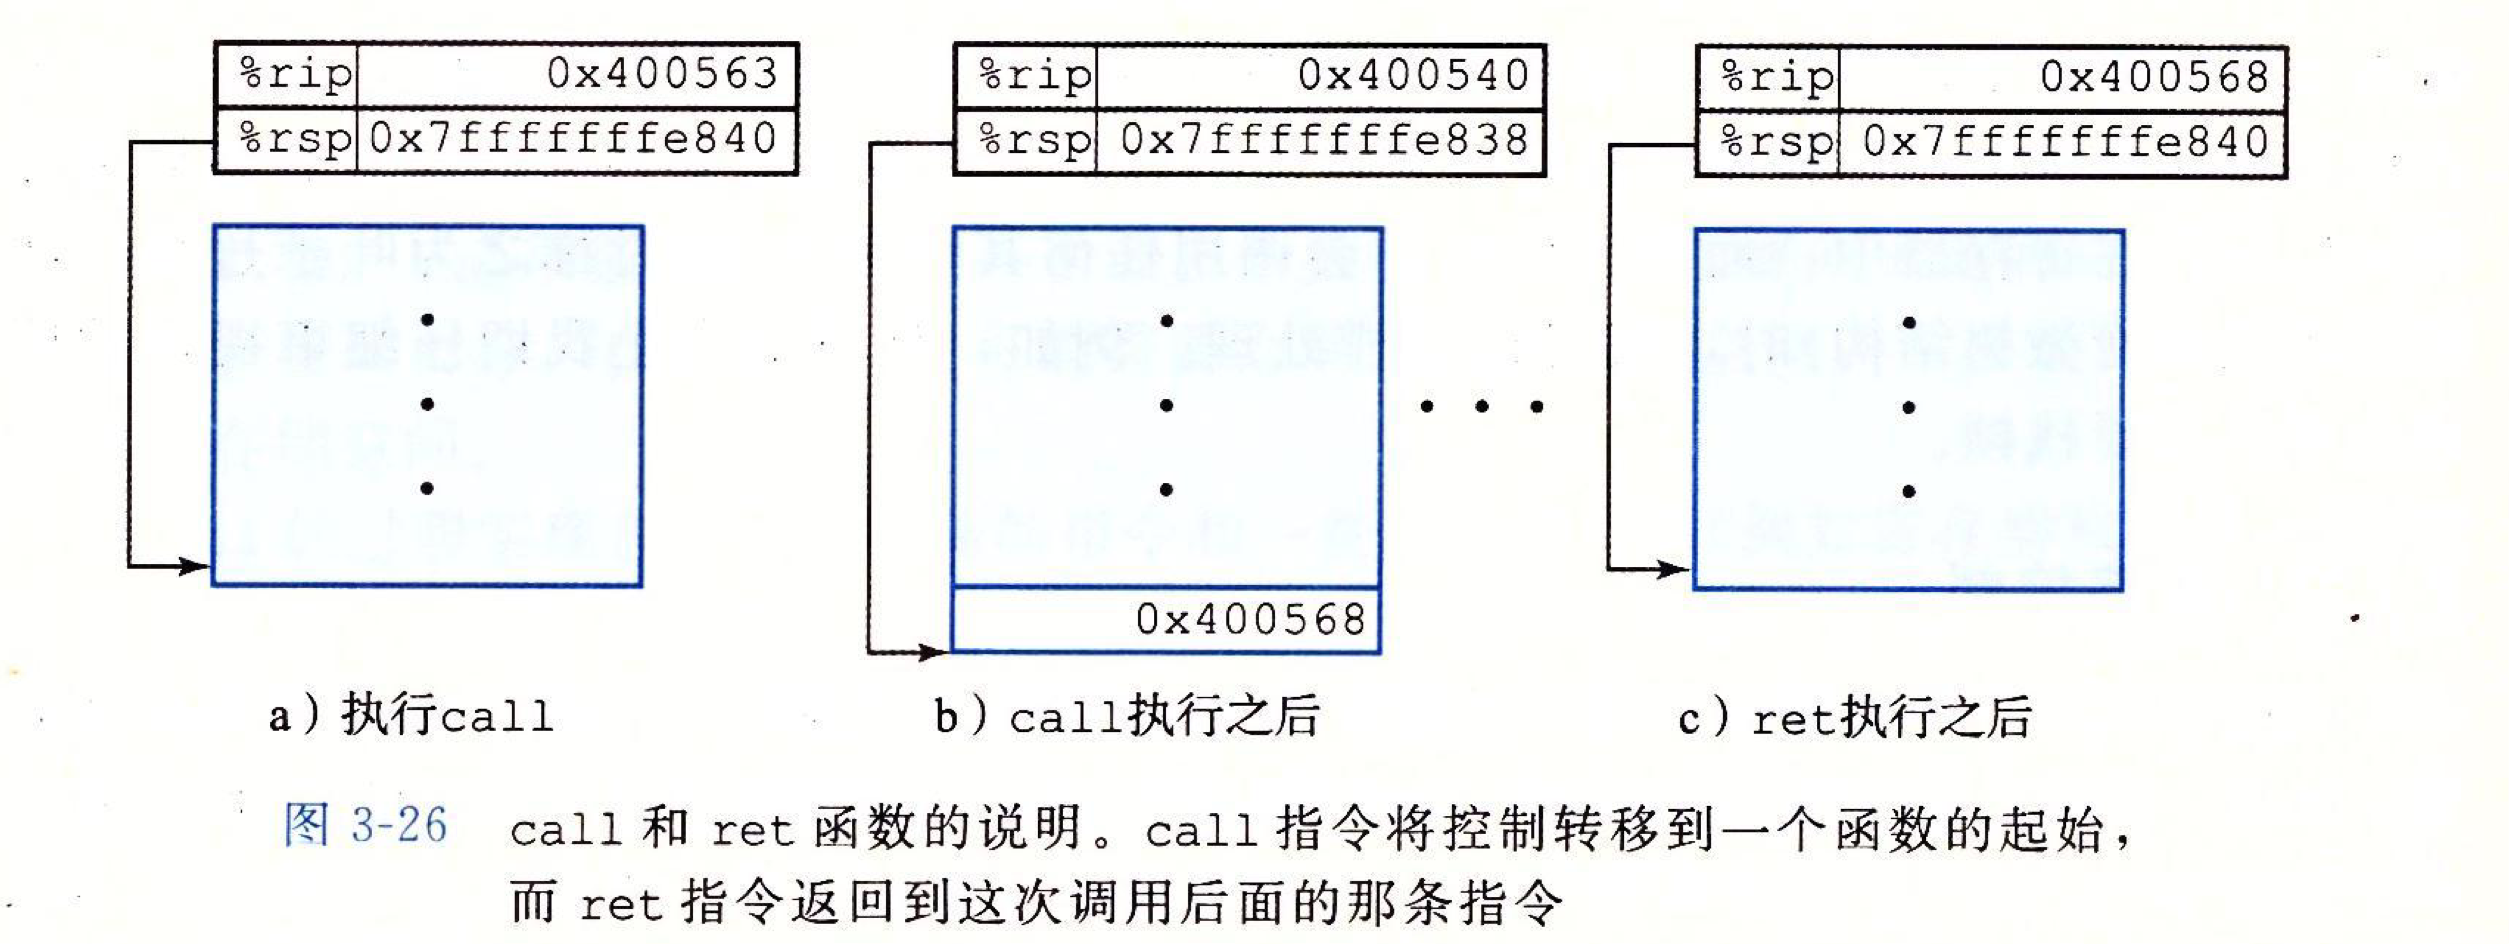 %rip 0x400563
%rsp 0x7fffffffe840
%rip 0x400540
%rsp 0x7fffffffe838
%rip 0x400568
%rsp 0x7fffffffe840
0x400568
a)执行call
b)call执行之后
c)ret执行之后
图 3-26 call 和 ret 函数的说明。call 指令将控制转移到一个函数的起始，
而 ret 指令返回到这次调用后面的那条指令